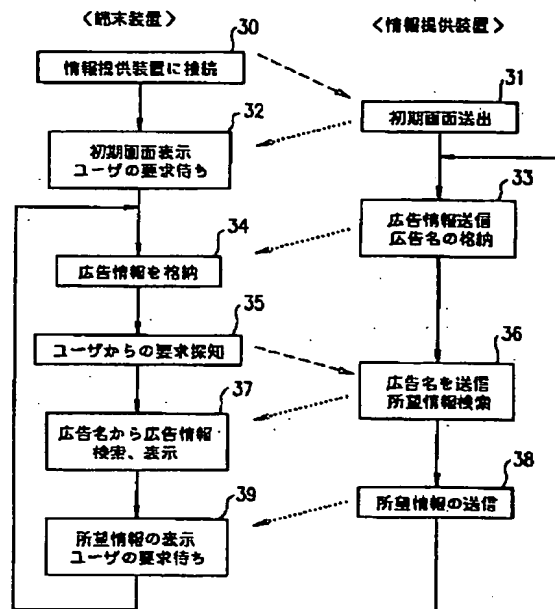 〈端末装置〉
〈情報提供装置〉
30
情報提供装置に接続
31
初期画面送出
32
初期画面表示
ユーザの要求待ち
33
広告情報送信
広告名の格納
34
広告情報を格納
35
ユーザからの要求探知
36
広告名を送信
所望情報検索
37
広告名から広告情報
検索、表示
38
所望情報の送信
39
所望情報の表示
ユーザの要求待ち